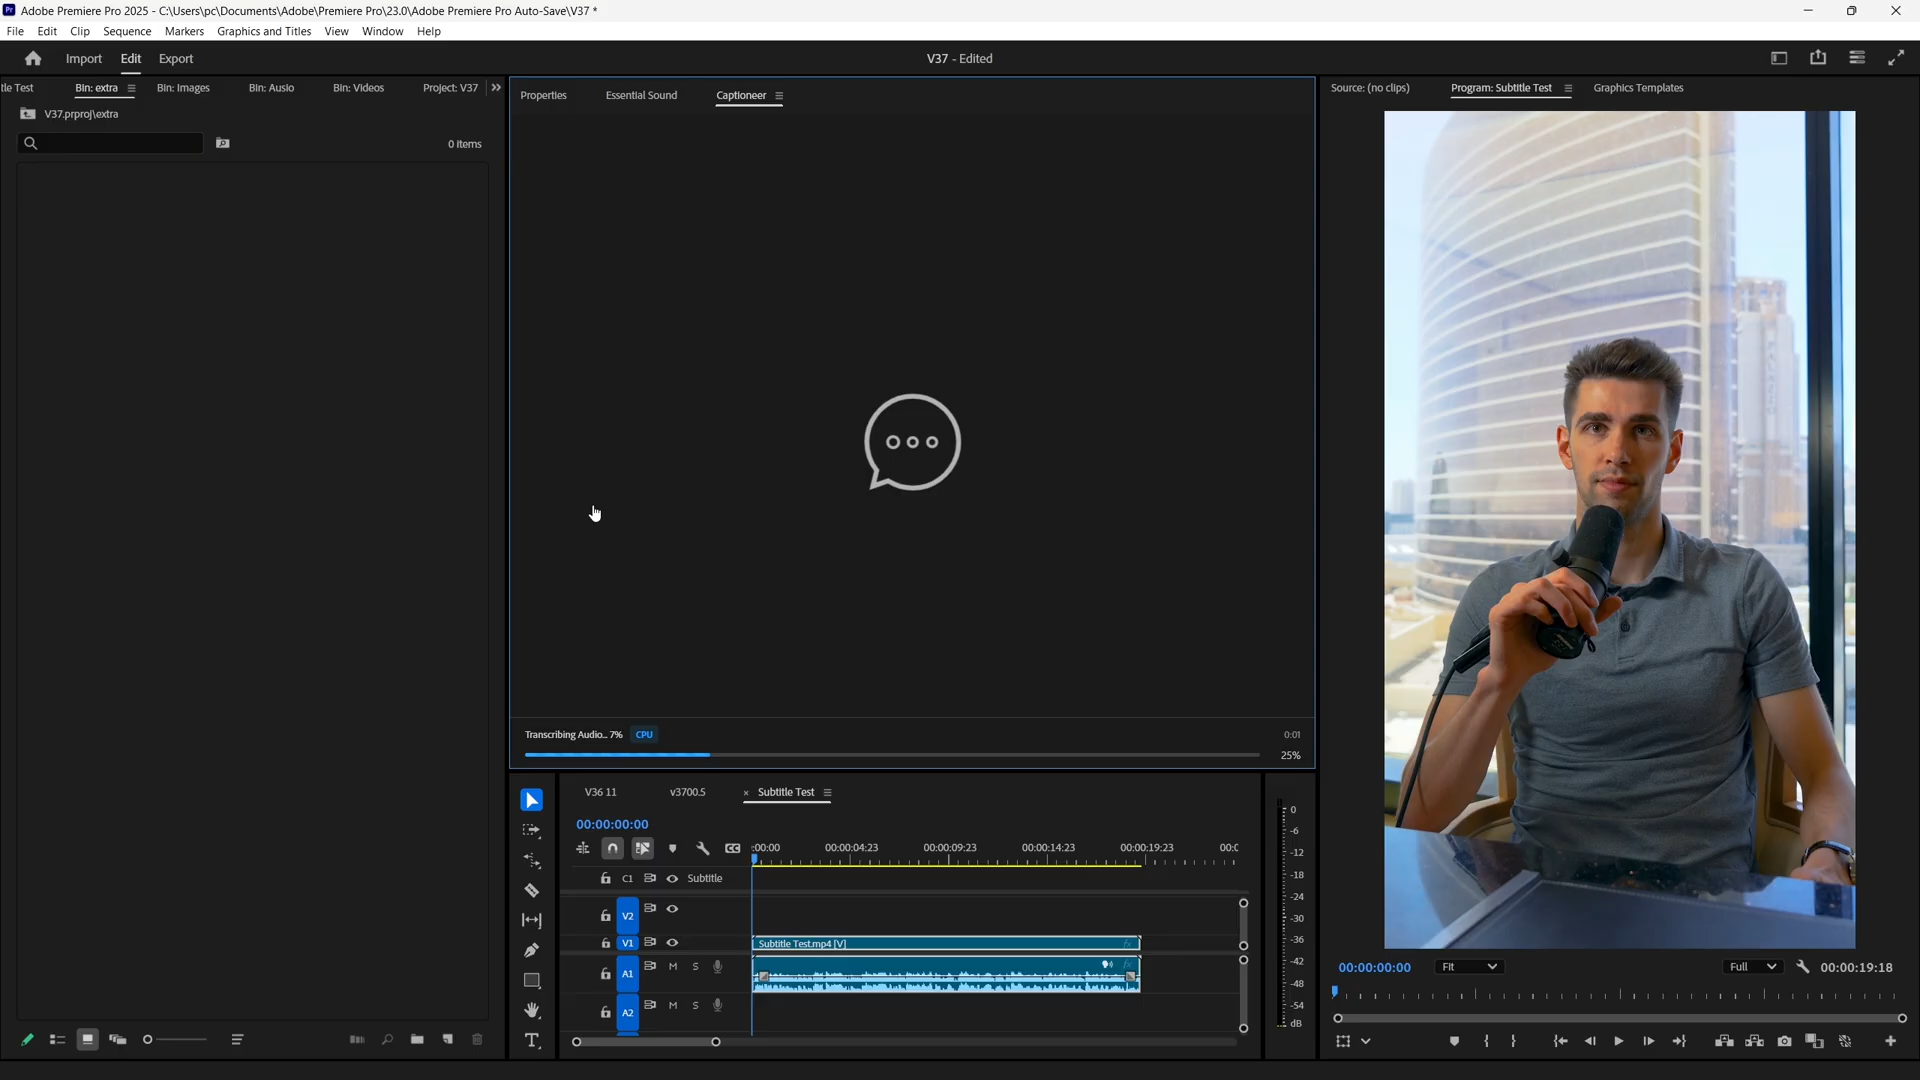 Pr Adobe Premiere Pro 2025 - C:\Users\pc\Documents\Adobe\Premiere Pro\23.0\Adobe Premiere Pro Auto-Save\V37 *
File Edit Clip Sequence Markers Graphics and Titles View Window Help
Import Edit Export
V37 - Edited
tle Test Bin: extra Bin: Images Bin: Ausio Bin: Videos Project: V37
V37.prproj\extra
0 items
Properties Essential Sound Captioneer
Transcribing Audio... 7% CPU 0:01
25%
V36 11 v3700.5 × Subtitle Test
00:00:00:00
:00:00 00:00:04:23 00:00:09:23 00:00:14:23 00:00:19:23 00:0
C1 Subtitle
V2
V1 Subtitle Test.mp4 [V] fx
A1 M S fx
A2 M S
0
-6
-12
-18
-24
-30
-36
-42
-48
-54
dB
Source: (no clips) Program: Subtitle Test Graphics Templates
00:00:00:00 Fit Full 00:00:19:18